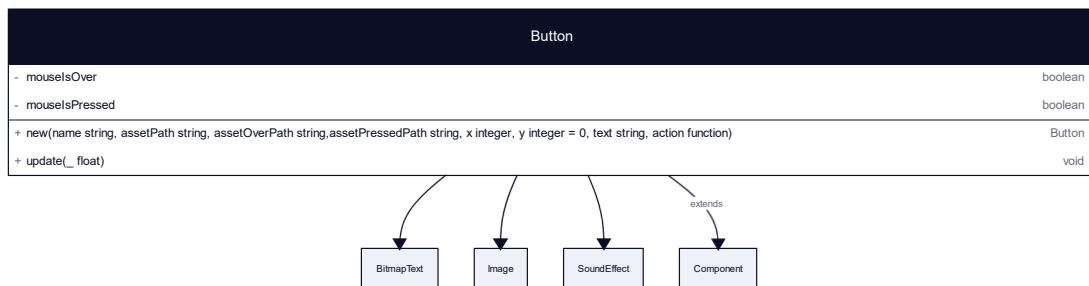 Button
- mouseIsOver boolean
- mouseIsPressed boolean
+ new(name string, assetPath string, assetOverPath string,assetPressedPath string, x integer, y integer = 0, text string, action function) Button
+ update(_ float) void
extends
BitmapText Image SoundEffect Component